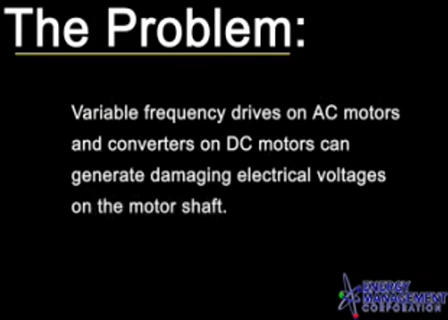 The Problem:
Variable frequency drives on AC motors
and converters on DC motors can
generate damaging electrical voltages
on the motor shaft.
ENERGY
MANAGEMENT
CORPORATION